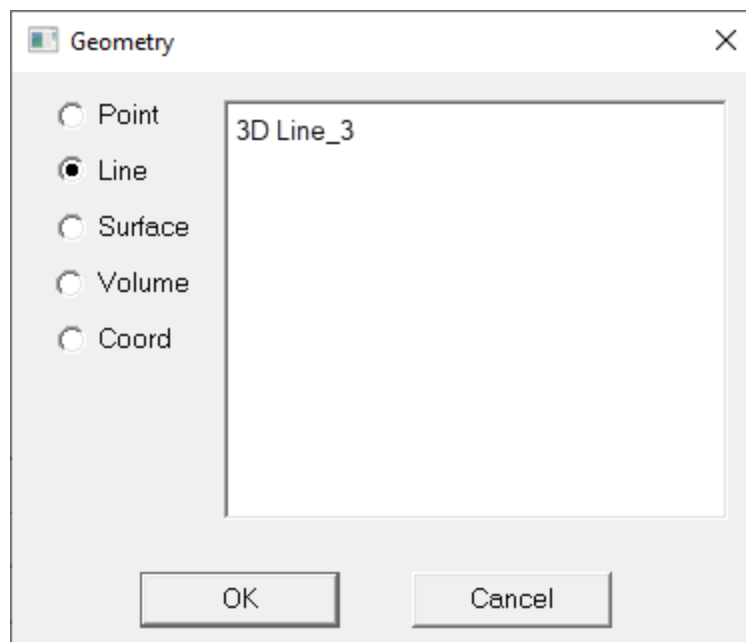 Geometry
Point
Line
Surface
Volume
Coord
3D Line_3
OK
Cancel